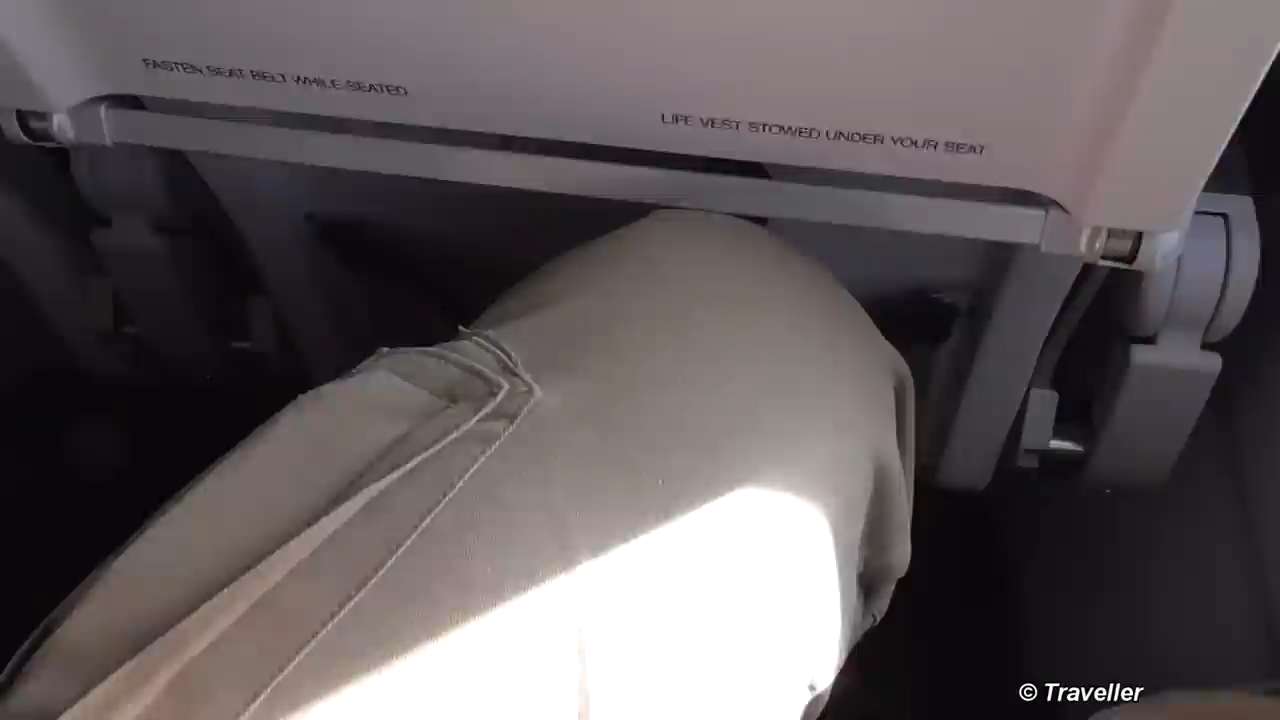 FASTEN SEAT BELT WHILE SEATED
LIFE VEST STOWED UNDER YOUR SEAT
© Traveller